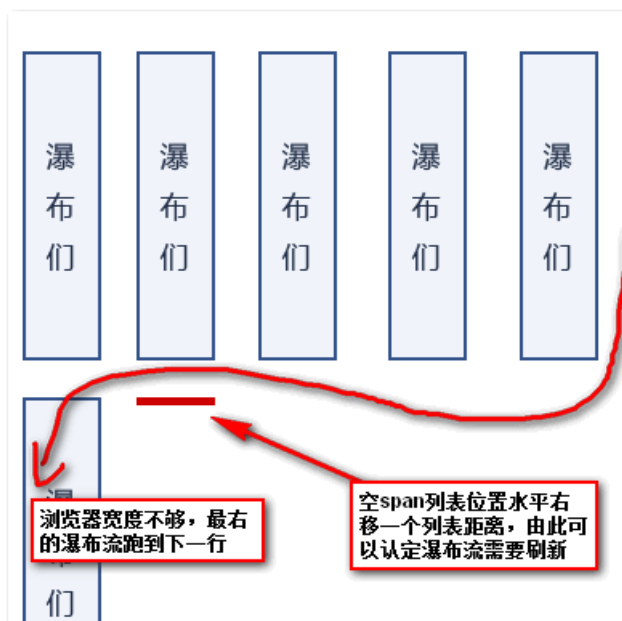 瀑 瀑 瀑 瀑 瀑
布 布 布 布 布
们 们 们 们 们
瀑
浏览器宽度不够，最右
的瀑布流跑到下一行
布
们
空span列表位置水平右
移一个列表距离，由此可
以认定瀑布流需要刷新